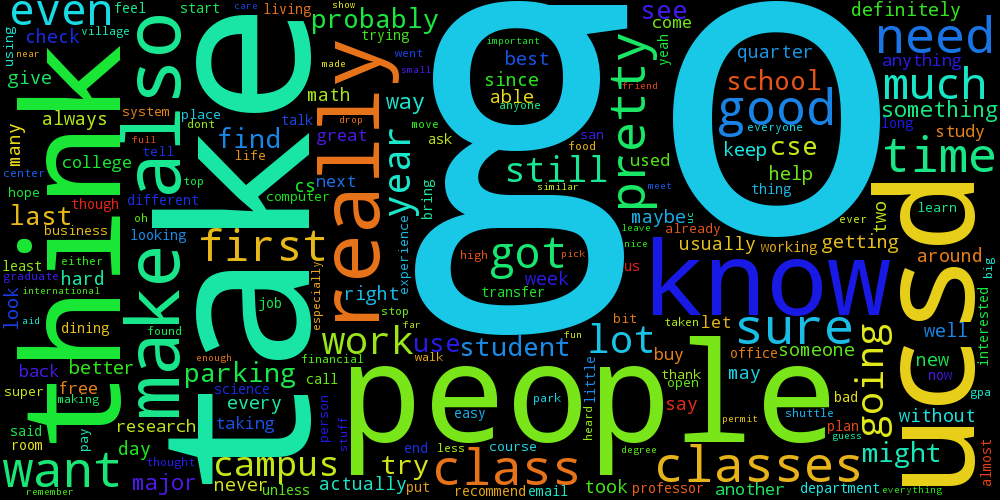 even
feel
start
care
living
show
probably
see
definitely
using
check
village
near
trying
went
important
come
need
give
made
small
best
yeah
quarter
anything
think
also
take
really
math
way
since
able
anyone
pretty
friend
school
good
much
something
many
always
system
place
dont
talk
drop
great
move
ask
everyone
long
study
college
full
tell
find
life
year
go
san
food
still
used
keep
cse
help
time
center
top
cs
next
computer
different
similar
meet
thing
hope
though
last
business
oh
looking
first
experience
bring
maybe
uc
already
leave
nice
ever
two
learn
ucsd
least
either
hard
graduate
international
make
job
especially
high
got
pick
week
us
transfer
know
usually
working
getting
around
big
interested
look
aid
dining
found
right
stop
far
bit
taken
let
sure
going
well
back
better
enough
work
use
student
fun
lot
buy
office
someone
new
now
super
free
making
parking
financial
walk
people
little
thank
open
may
bad
gpa
science
call
park
say
said
room
pay
research
every
taking
person
stuff
easy
heard
permit
shuttle
plan
guess
without
want
day
thought
campus
end
less
course
degree
classes
might
almost
major
never
unless
actually
try
put
class
recommend
email
took
professor
another
department
everything
remember